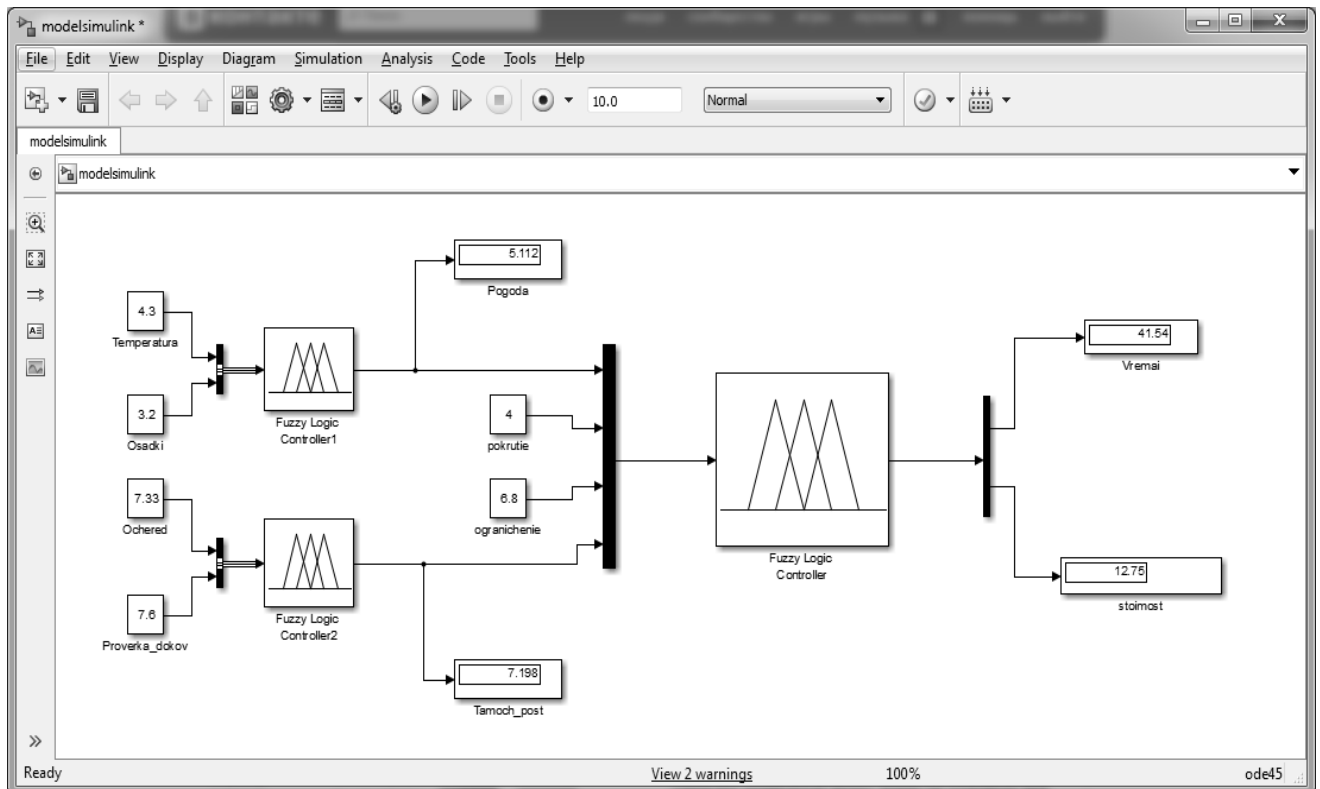 modelsimulink *
File Edit View Display Diagram Simulation Analysis Code Tools Help
10.0 Normal
modelsimulink
modelsimulink
5.112
Pogoda
4.3
Temperatura
3.2
Osadki
Fuzzy Logic
Controller1
4
pokrutie
7.33
Ochered
6.8
ogranichenie
7.6
Proverka_dokov
Fuzzy Logic
Controller2
7.198
Tamoch_post
Fuzzy Logic
Controller
41.54
Vremai
12.75
stoimost
Ready View 2 warnings 100% ode45